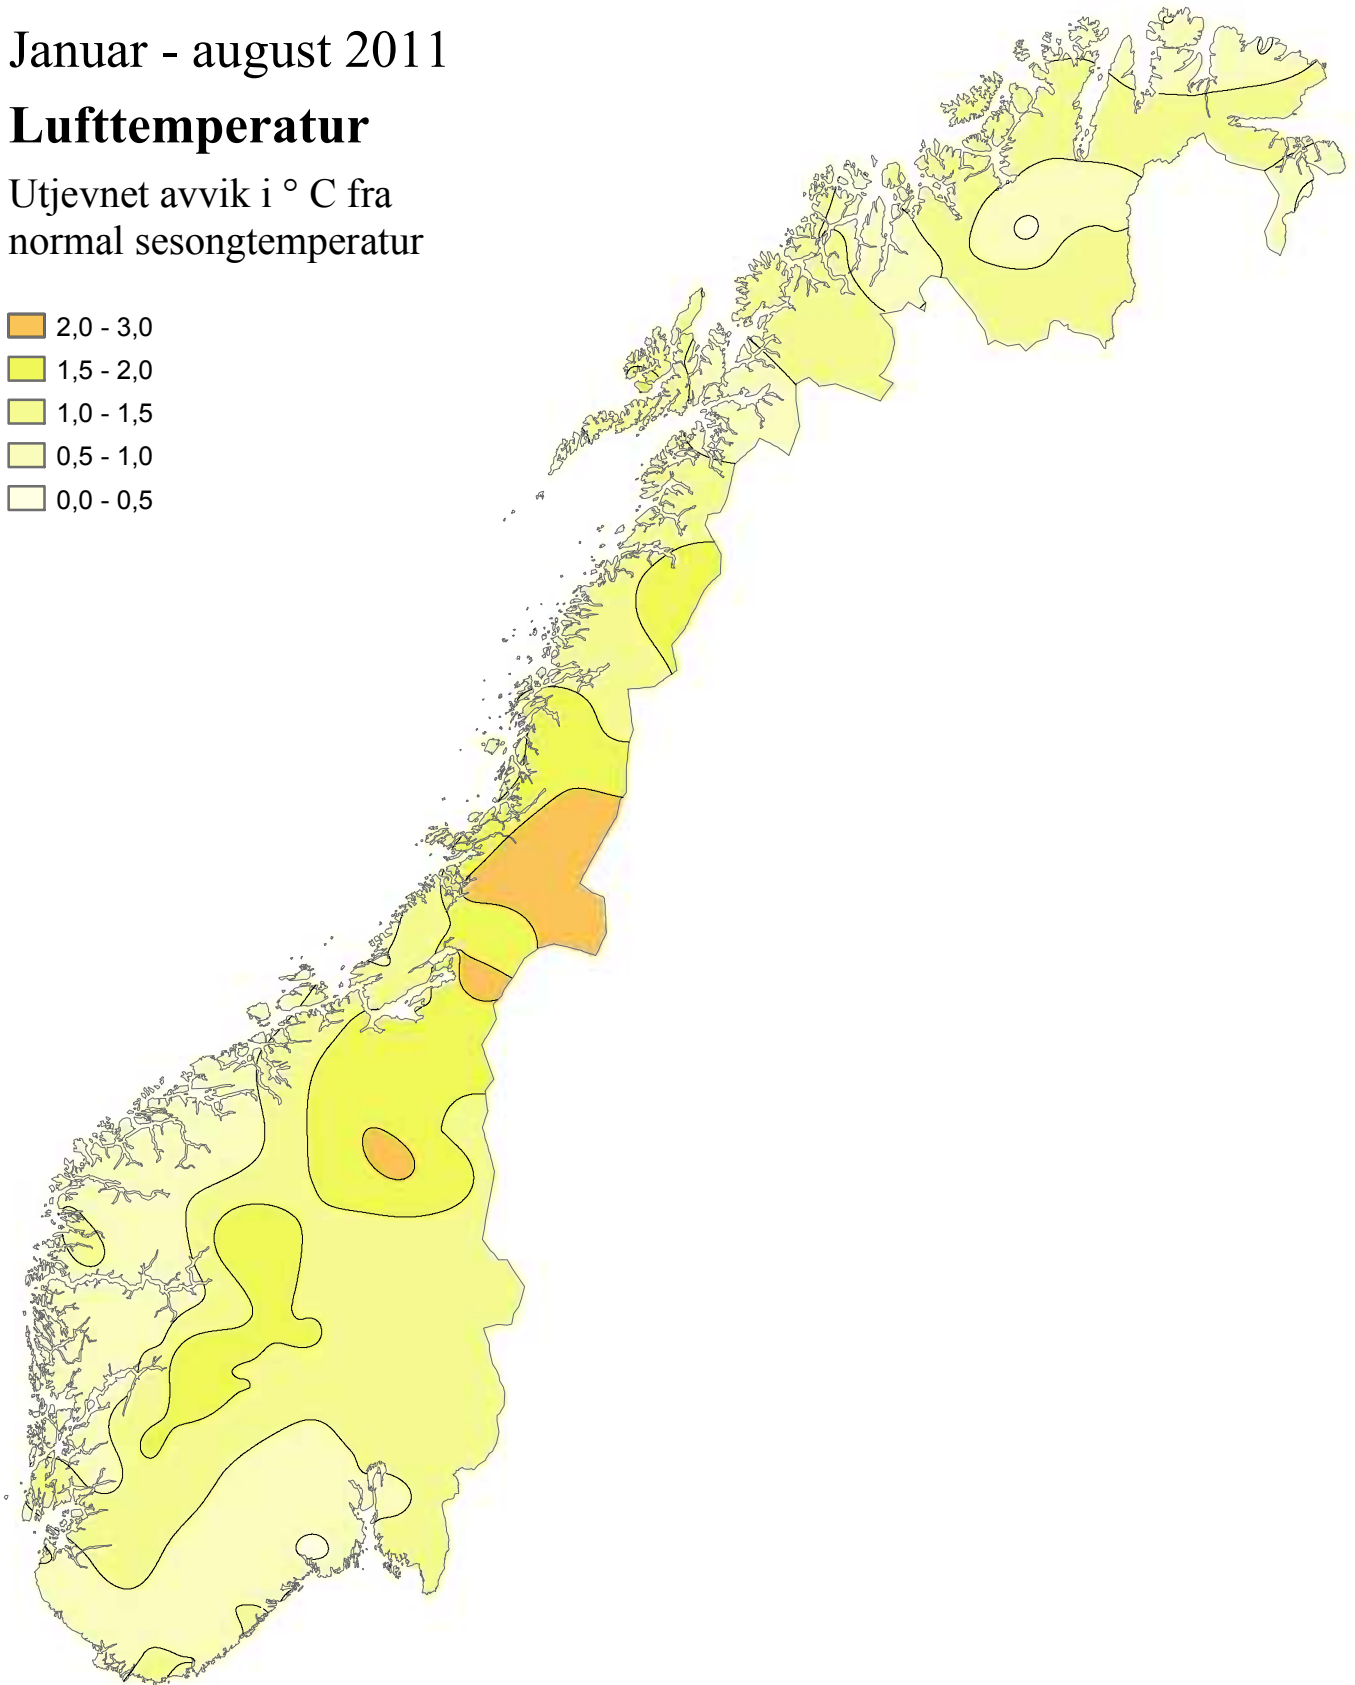 Januar - august 2011
Lufttemperatur
Utjevnet avvik i ° C fra
normal sesongtemperatur
2,0 - 3,0
1,5 - 2,0
1,0 - 1,5
0,5 - 1,0
0,0 - 0,5